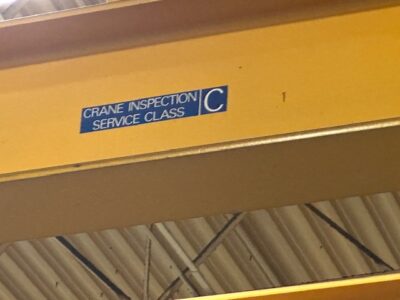 CRANE INSPECTION
SERVICE CLASS
C